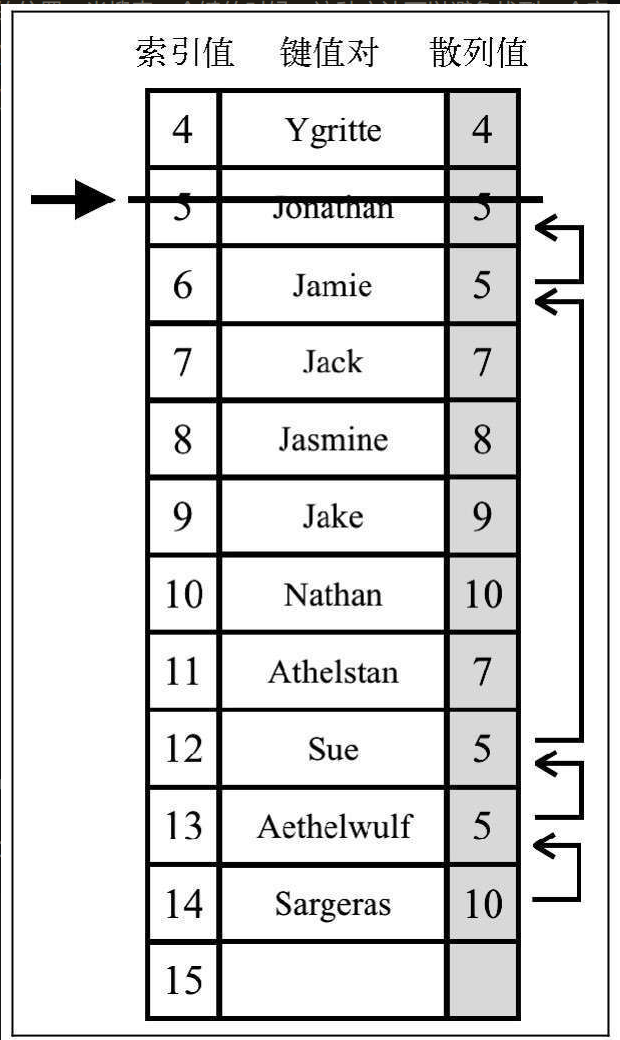 索引值 键值对 散列值
4 Ygritte 4
5 Jonathan 5
6 Jamie 5
7 Jack 7
8 Jasmine 8
9 Jake 9
10 Nathan 10
11 Athelstan 7
12 Sue 5
13 Aethelwulf 5
14 Sargeras 10
15